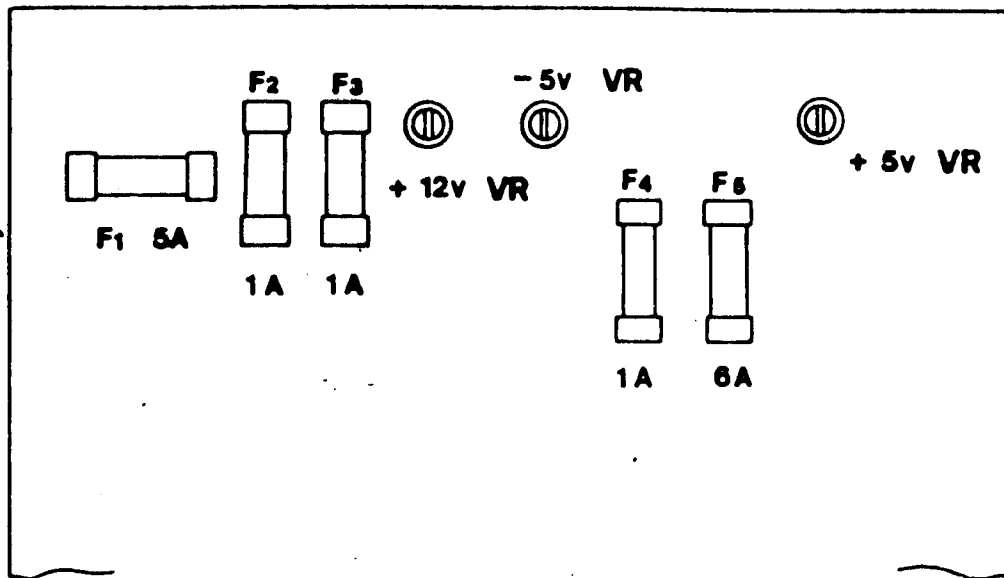 F2 F3 - 5v VR
+ 12v VR
+ 5v VR
F1 5A
1A 1A
F4 F5
1A 6A